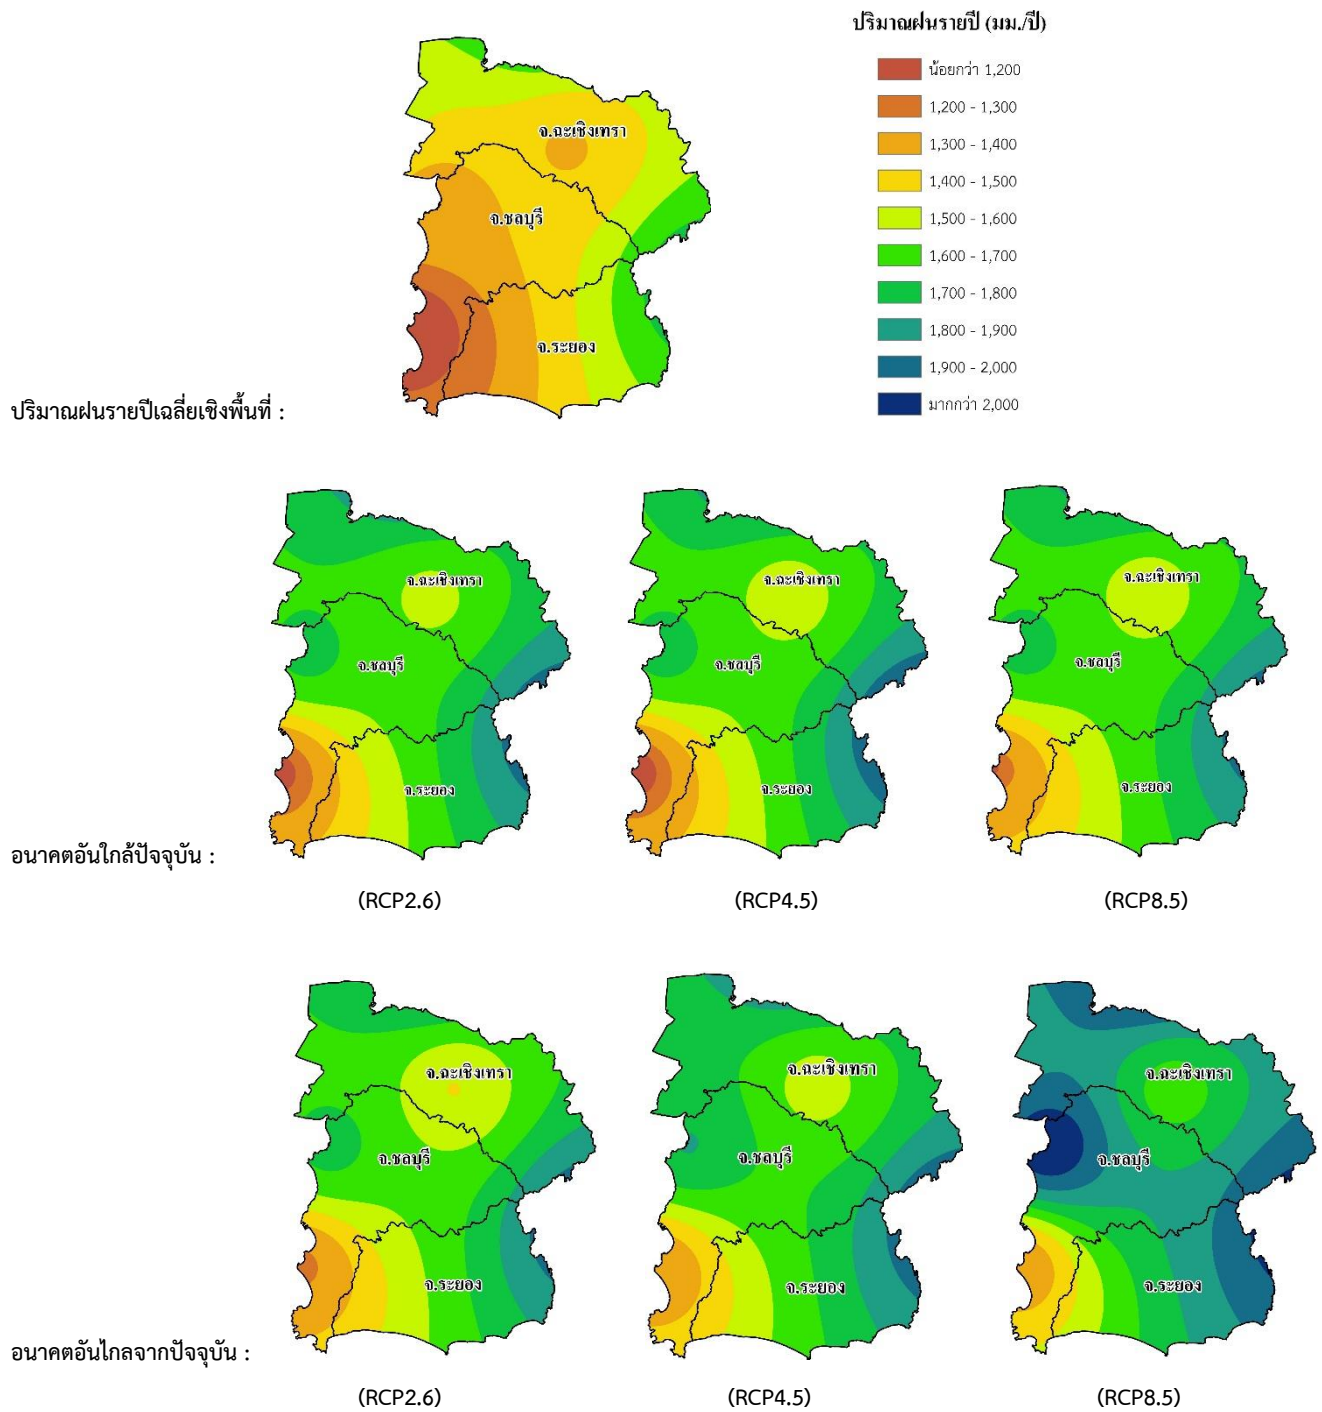 ปริมาณฝนรายปี (มม./ปี)
น้อยกว่า 1,200
1,200 - 1,300
1,300 - 1,400
1,400 - 1,500
1,500 - 1,600
1,600 - 1,700
1,700 - 1,800
1,800 - 1,900
1,900 - 2,000
มากกว่า 2,000
จ.ฉะเชิงเทรา
จ.ชลบุรี
จ.ระยอง
ปริมาณฝนรายปีเฉลี่ยเชิงพื้นที่ :
จ.ฉะเชิงเทรา
จ.ชลบุรี
จ.ระยอง
จ.ฉะเชิงเทรา
จ.ชลบุรี
จ.ระยอง
จ.ฉะเชิงเทรา
จ.ชลบุรี
จ.ระยอง
อนาคตอันใกล้ปัจจุบัน :
(RCP2.6)
(RCP4.5)
(RCP8.5)
จ.ฉะเชิงเทรา
จ.ชลบุรี
จ.ระยอง
จ.ฉะเชิงเทรา
จ.ชลบุรี
จ.ระยอง
จ.ฉะเชิงเทรา
จ.ชลบุรี
จ.ระยอง
อนาคตอันไกลจากปัจจุบัน :
(RCP2.6)
(RCP4.5)
(RCP8.5)